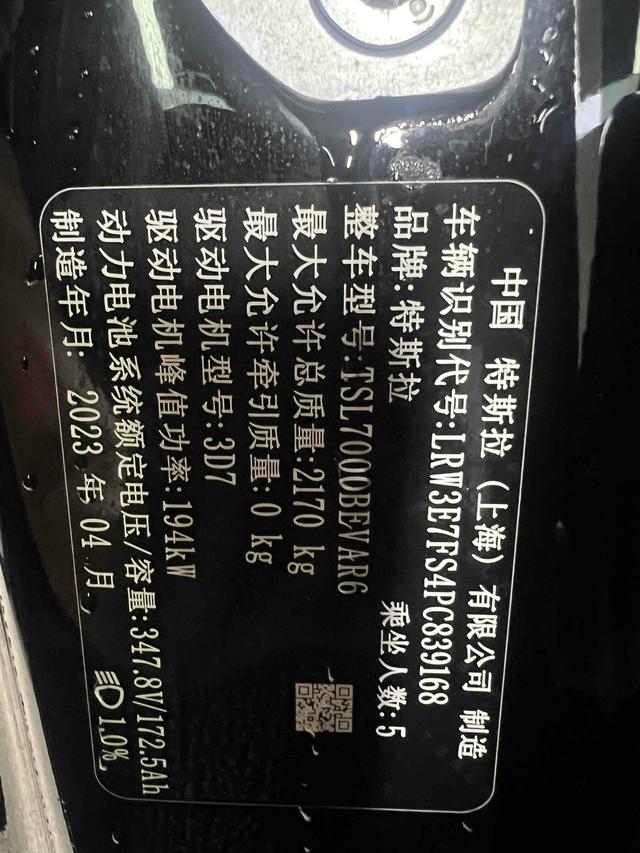 中国 特斯拉（上海）有限公司 制造
车辆识别代号:LRW3E7FS4PC839168
品牌:特斯拉 乘坐人数:5
整车型号:TSL7000BEVAR6
最大允许总质量:2170 kg
最大允许牵引质量:0 kg
驱动电机型号:3D7
驱动电机峰值功率:194kW
动力电池系统额定电压/容量:347.8V/172.5Ah
制造年月: 2023 年 04 月 1.0%